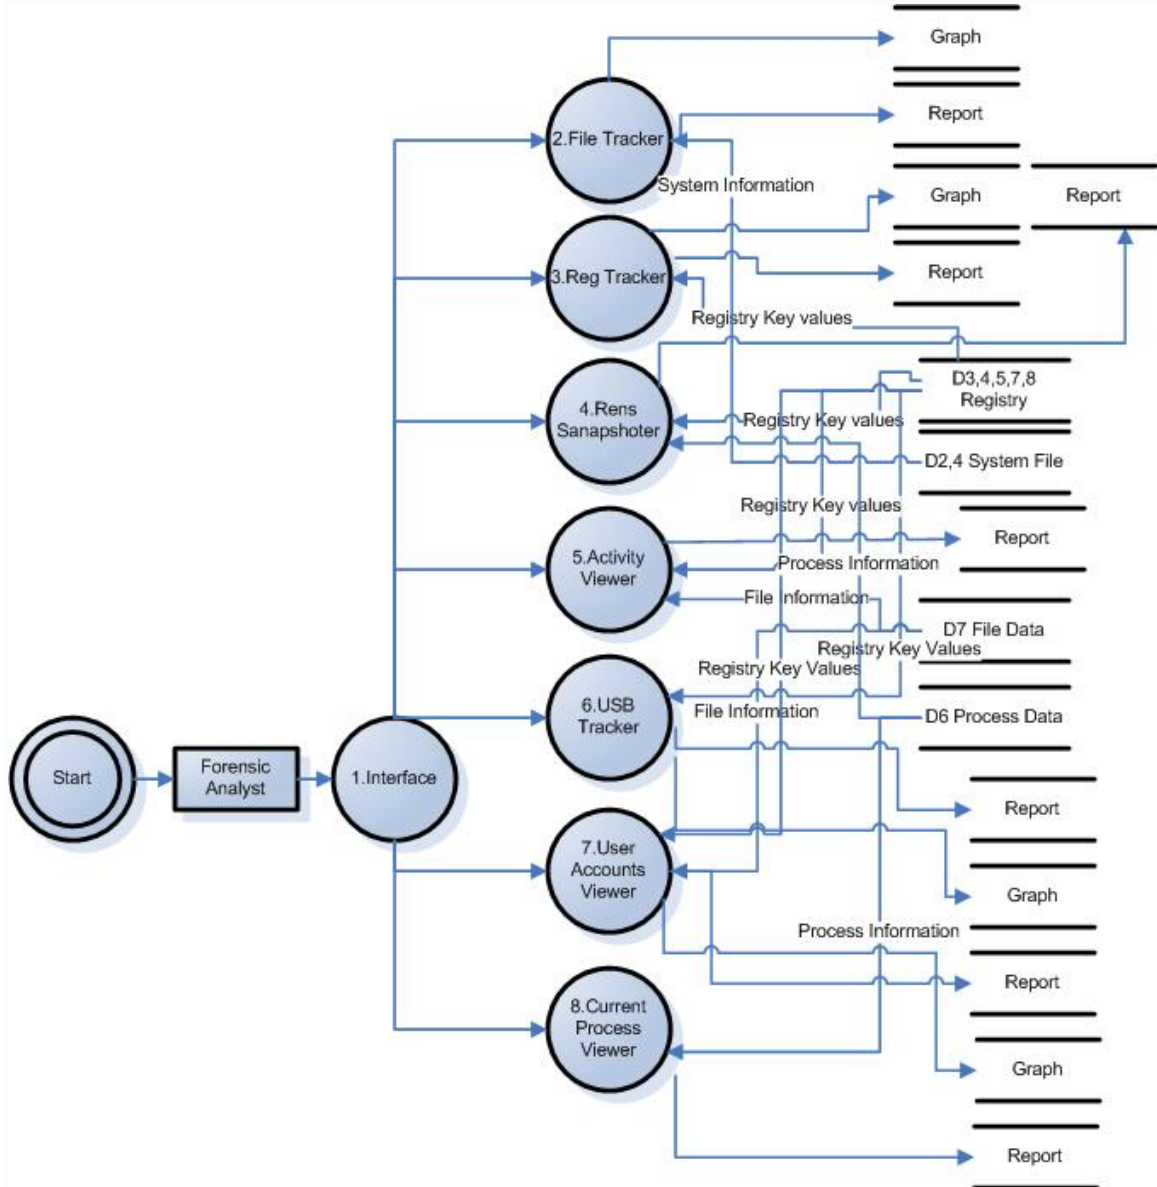 Graph
Report
2.File Tracker
System Information
Graph
Report
3.Reg Tracker
Report
Registry Key values
D3,4,5,7,8
Registry
4.Rens
Sanapshoter
Registry Key values
D2,4 System File
Registry Key values
Report
5.Activity
Viewer
Process Information
File Information
D7 File Data
Registry Key Values
Registry Key Values
6.USB
Tracker
File Information
D6 Process Data
Start
Forensic
Analyst
1.Interface
Report
7.User
Accounts
Viewer
Graph
Process Information
Report
8.Current
Process
Viewer
Graph
Report